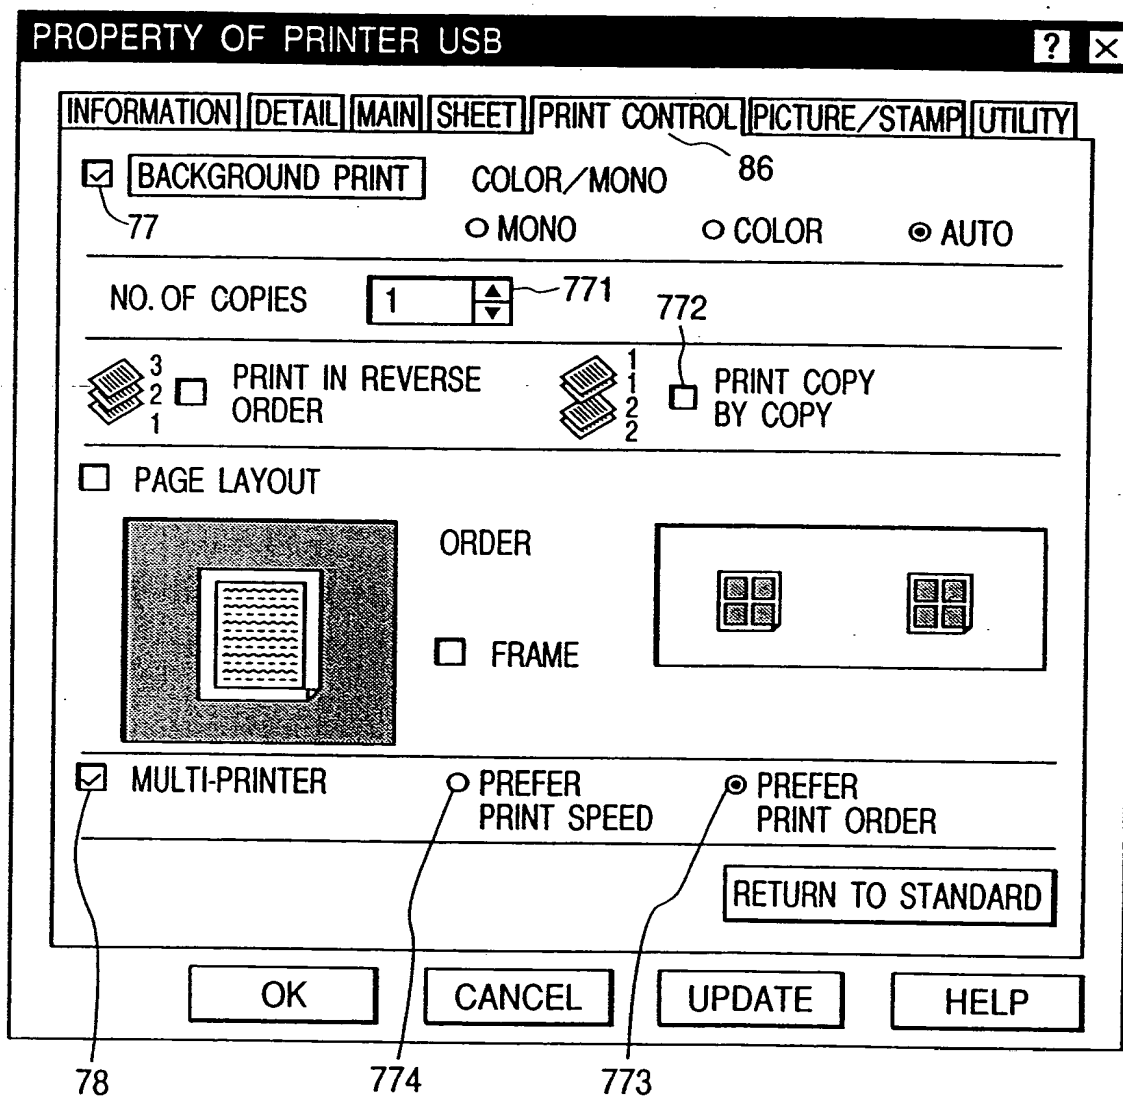 PROPERTY OF PRINTER USB ? ×
INFORMATION DETAIL MAIN SHEET PRINT CONTROL PICTURE/STAMP UTILITY
86
BACKGROUND PRINT COLOR/MONO
77 MONO COLOR AUTO
NO. OF COPIES 1 771
772
3
2
1
PRINT IN REVERSE
ORDER
1
1
2
2
PRINT COPY
BY COPY
PAGE LAYOUT
ORDER
FRAME
MULTI-PRINTER
PREFER
PRINT SPEED
PREFER
PRINT ORDER
RETURN TO STANDARD
OK CANCEL UPDATE HELP
78 774 773